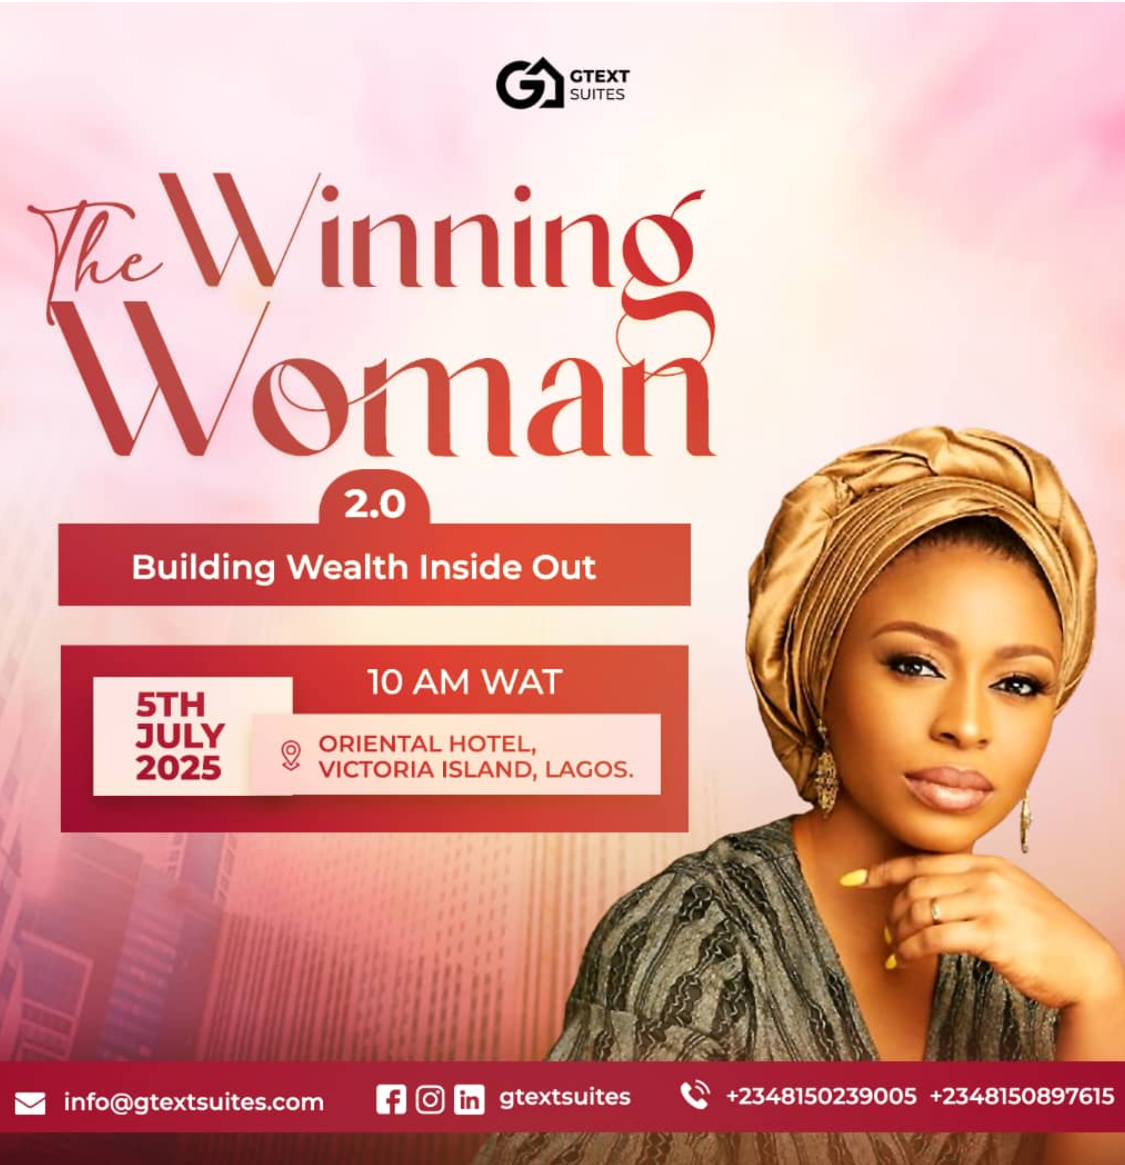 GTEXT
SUITES
The Winning
Woman
2.0
Building Wealth Inside Out
10 AM WAT
5TH
JULY
2025
ORIENTAL HOTEL,
VICTORIA ISLAND, LAGOS.
info@gtextsuites.com
gtextsuites
+2348150239005 +2348150897615